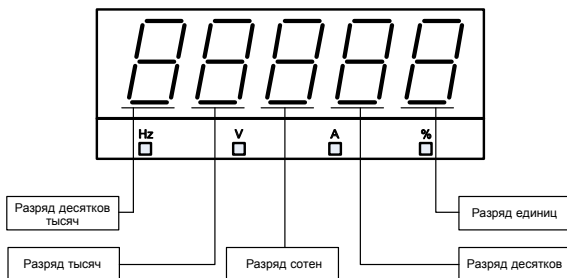 Hz V A %
Разряд десятков
тысяч
Разряд единиц
Разряд тысяч
Разряд сотен
Разряд десятков